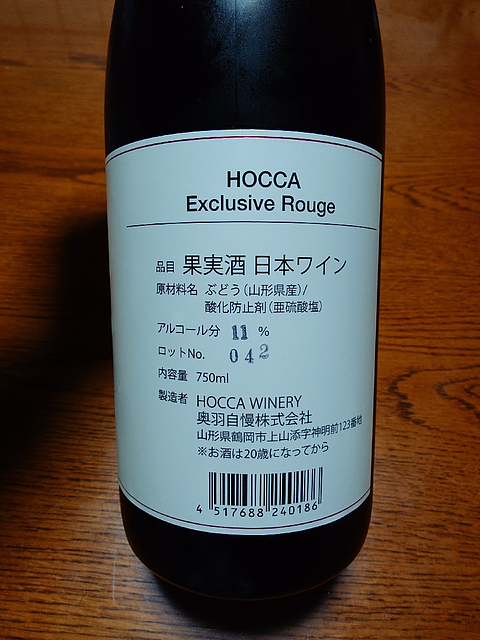 HOCCA
Exclusive Rouge
品目 果実酒 日本ワイン
原材料名 ぶどう(山形県産)/
酸化防止剤(亜硫酸塩)
アルコール分 11 %
ロットNo. 042
内容量 750ml
製造者 HOCCA WINERY
奥羽自慢株式会社
山形県鶴岡市上山添字神明前123番地
※お酒は20歳になってから
4 517688 240186